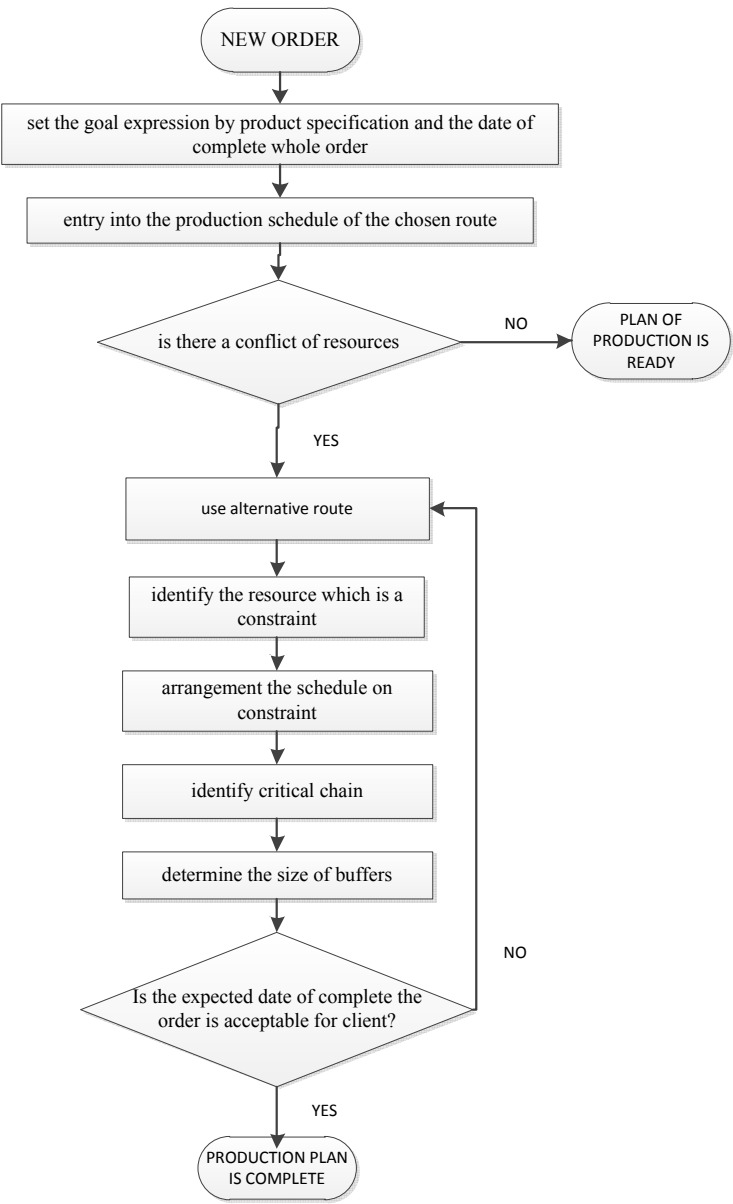 NEW ORDER
set the goal expression by product specification and the date of
complete whole order
entry into the production schedule of the chosen route
is there a conflict of resources
NO
PLAN OF
PRODUCTION IS
READY
YES
use alternative route
identify the resource which is a
constraint
arrangement the schedule on
constraint
identify critical chain
determine the size of buffers
NO
Is the expected date of complete the
order is acceptable for client?
YES
PRODUCTION PLAN
IS COMPLETE